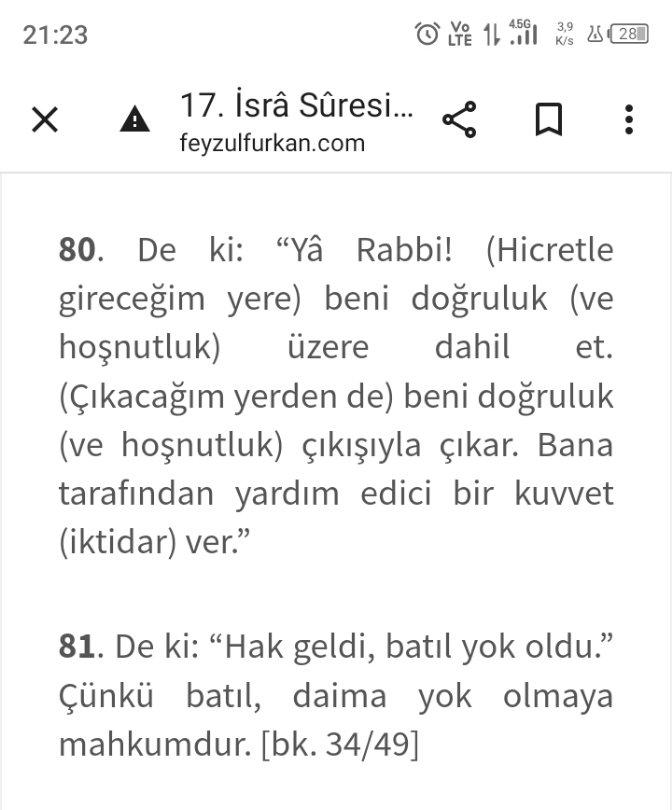 21:23
Vo LTE 4.5G 3,9 K/s 28
17. İsrâ Sûresi...
feyzulfurkan.com
80. De ki: “Yâ Rabbi! (Hicretle
gireceğim yere) beni doğruluk (ve
hoşnutluk) üzere dahil et.
(Çıkacağım yerden de) beni doğruluk
(ve hoşnutluk) çıkışıyla çıkar. Bana
tarafından yardım edici bir kuvvet
(iktidar) ver.”
81. De ki: “Hak geldi, batıl yok oldu.”
Çünkü batıl, daima yok olmaya
mahkumdur. [bk. 34/49]